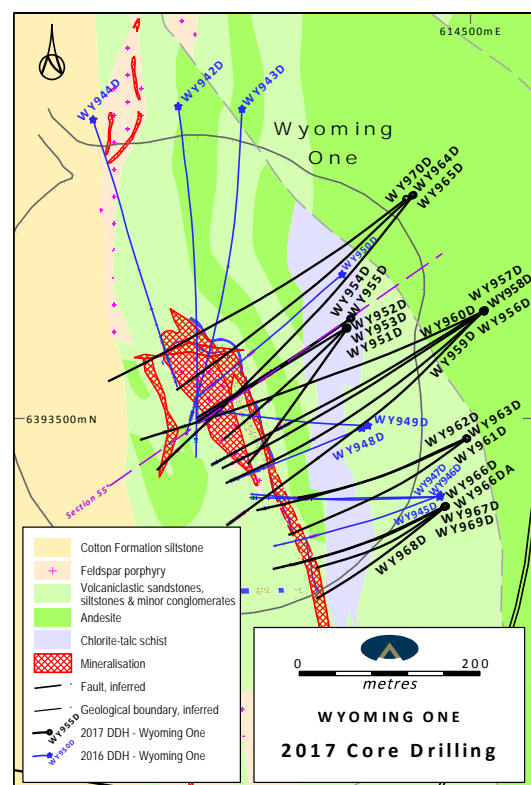 614500mE
WY944D
WY942D
WY943D
Wyoming
One
WY970D
WY964D
WY965D
WY950D
WY954D
WY955D
WY952D
WY953D
WY951D
WY957D
WY958D
WY956D
WY960D
WY959D
6393500mN
WY949D
WY948D
WY962D
WY963D
WY961D
Section 55
WY947D
WY946D
WY945D
WY966D
WY966DA
WY967D
WY969D
WY968D
Cotton Formation siltstone
Feldspar porphyry
Volcaniclastic sandstones,
siltstones & minor conglomerates
Andesite
Chlorite-talc schist
Mineralisation
Fault, inferred
Geological boundary, inferred
WY955D
2017 DDH - Wyoming One
WY950D
2016 DDH - Wyoming One
0 200
metres
WYOMING ONE
2017 Core Drilling